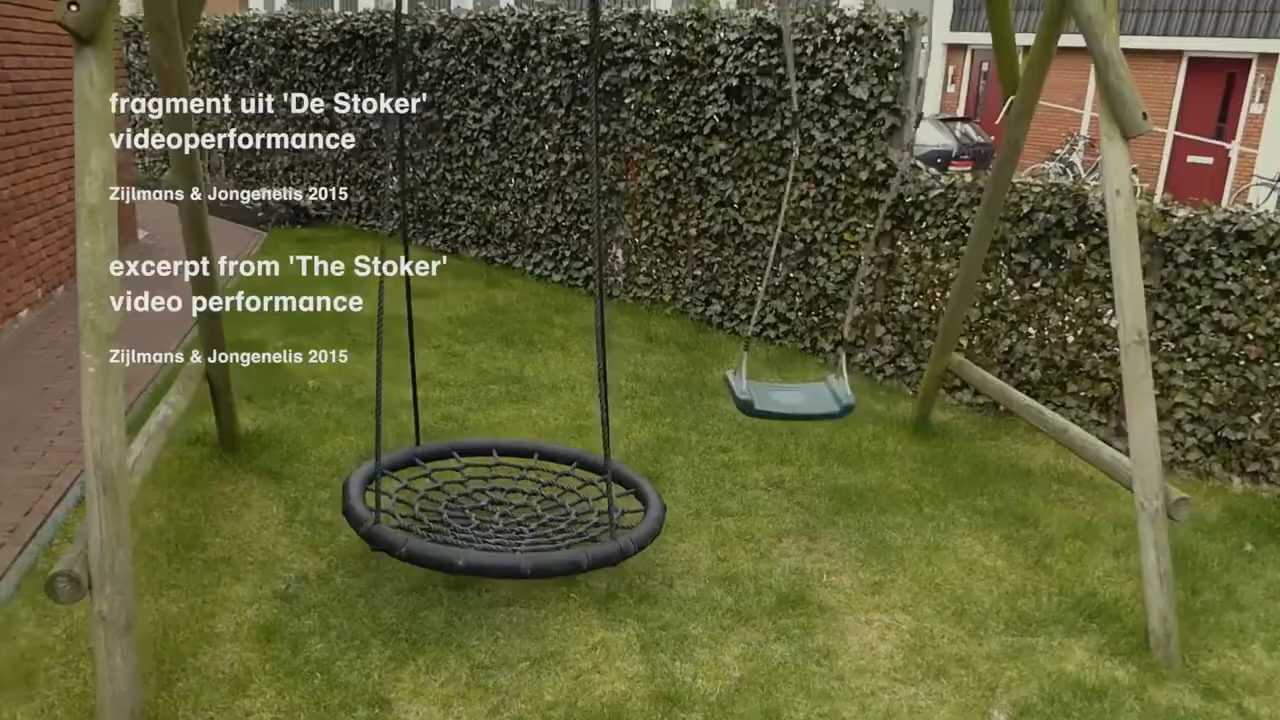 fragment uit 'De Stoker'
videoperformance
Zijlmans & Jongenelis 2015
excerpt from 'The Stoker'
video performance
Zijlmans & Jongenelis 2015